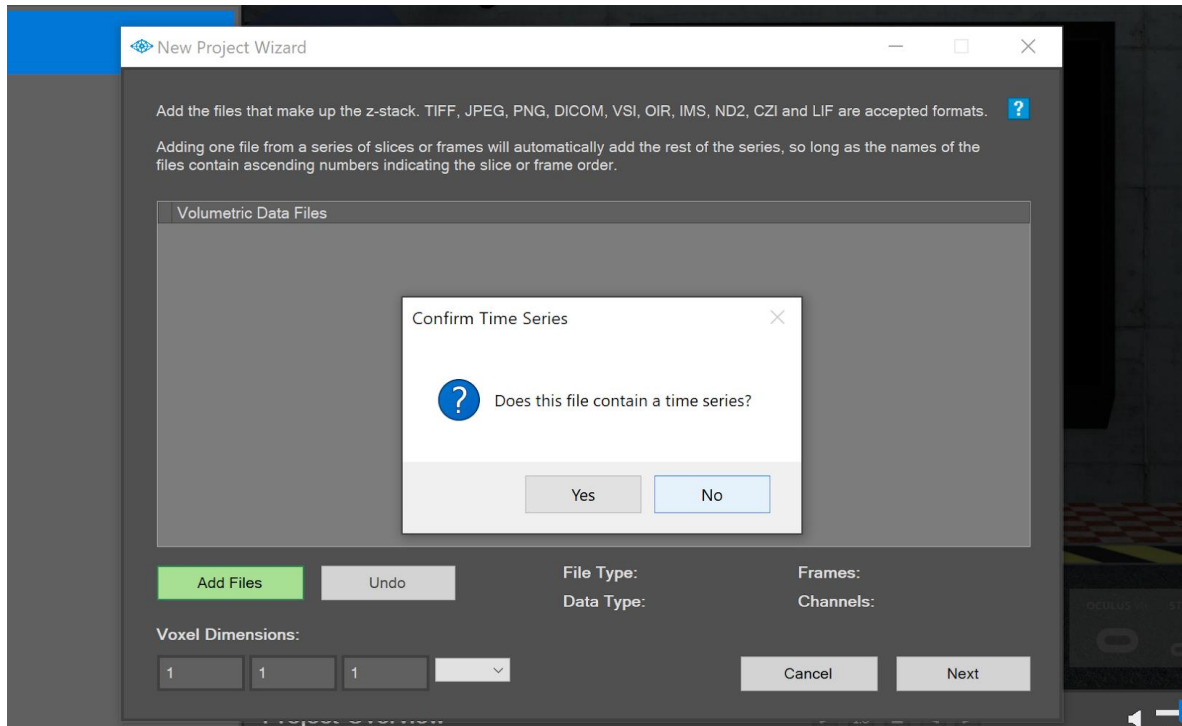 New Project Wizard
Add the files that make up the z-stack. TIFF, JPEG, PNG, DICOM, VSI, OIR, IMS, ND2, CZI and LIF are accepted formats. ?
Adding one file from a series of slices or frames will automatically add the rest of the series, so long as the names of the
files contain ascending numbers indicating the slice or frame order.
Volumetric Data Files
Confirm Time Series
? Does this file contain a time series?
Yes No
Add Files Undo File Type: Frames:
Data Type: Channels:
OCULUS
Voxel Dimensions:
1 1 1 Cancel Next
Project Overview